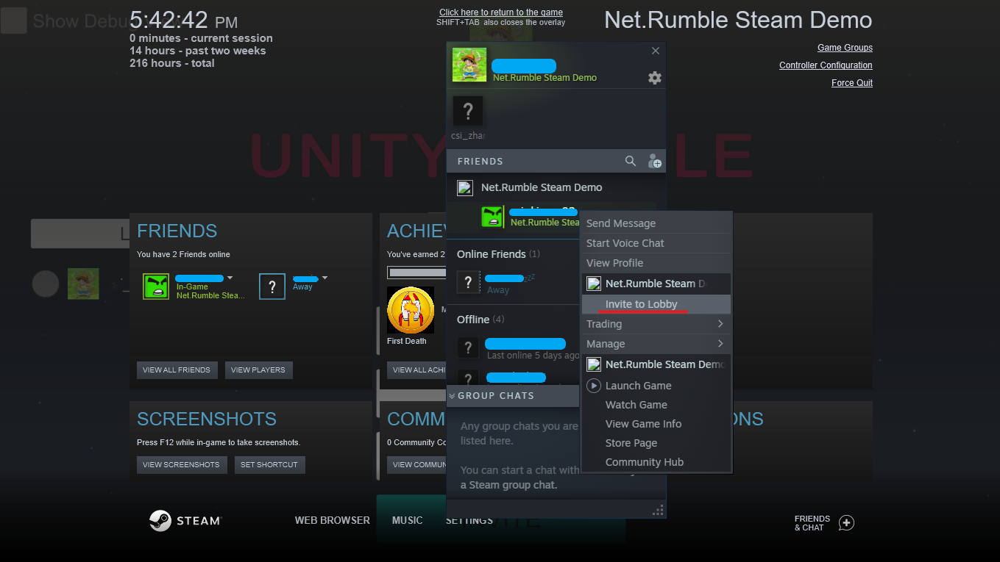 Show Debu
5:42:42 PM
0 minutes - current session
14 hours - past two weeks
216 hours - total
Click here to return to the game
SHIFT+TAB also closes the overlay
Net.Rumble Steam Demo
Game Groups
Controller Configuration
Force Quit
Net.Rumble Steam Demo
?
csi_zhar
UNITY
LE
FRIENDS
Net.Rumble Steam Demo
Net.Rumble Stea
Online Friends (1)
?
zzz
Away
Offline (4)
?
Last online 5 days ago
?
GROUP CHATS
Any group chats you are
listed here.
You can start a chat with
a Steam group chat.
Send Message
Start Voice Chat
View Profile
Net.Rumble Steam D
Invite to Lobby
Trading
Manage
Net.Rumble Steam Demo
Launch Game
Watch Game
View Game Info
Store Page
Community Hub
FRIENDS
You have 2 Friends online
In-Game
Net.Rumble Stea...
?
Away
VIEW ALL FRIENDS
VIEW PLAYERS
ACHIE
You've earned 2
First Death
VIEW ALL ACHI
SCREENSHOTS
Press F12 while in-game to take screenshots.
VIEW SCREENSHOTS
SET SHORTCUT
COMM
0 Community Co
VIEW COMMUN
ONS
STEAM
WEB BROWSER
MUSIC
SETTINGS
FRIENDS
& CHAT